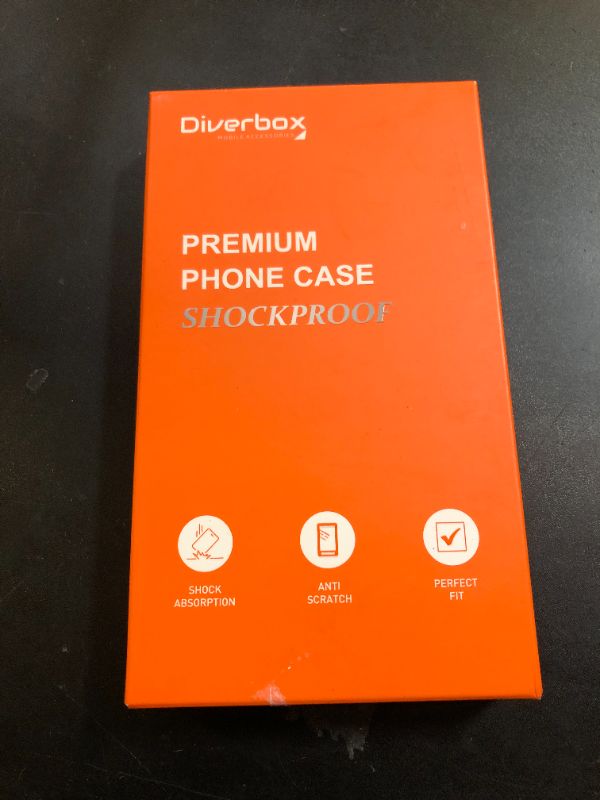 Diverbox
MOBILE ACCESSORIES
PREMIUM
PHONE CASE
SHOCKPROOF
SHOCK
ABSORPTION
ANTI
SCRATCH
PERFECT
FIT